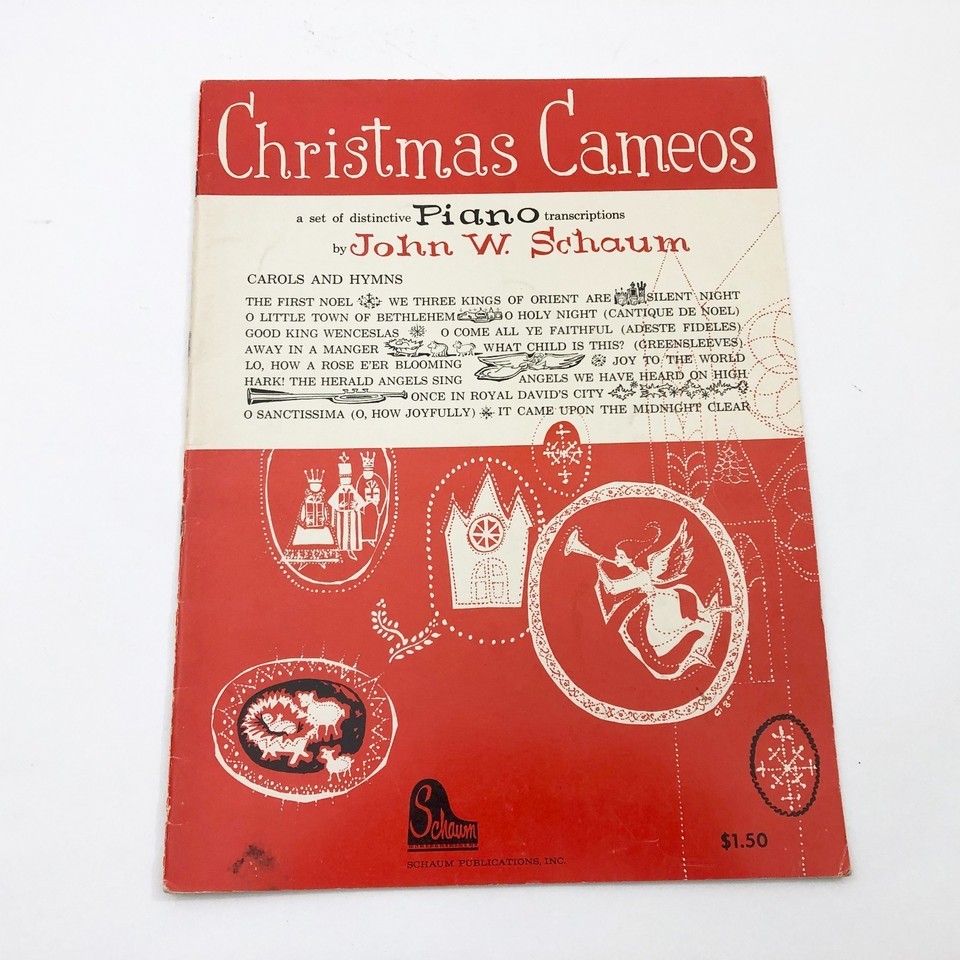 Christmas Cameos
a set of distinctive Piano transcriptions
by John W. Schaum
CAROLS AND HYMNS
THE FIRST NOEL WE THREE KINGS OF ORIENT ARE SILENT NIGHT
O LITTLE TOWN OF BETHLEHEM O HOLY NIGHT (CANTIQUE DE NOEL)
GOOD KING WENCESLAS O COME ALL YE FAITHFUL (ADESTE FIDELES)
AWAY IN A MANGER WHAT CHILD IS THIS? (GREENSLEEVES)
LO, HOW A ROSE E'ER BLOOMING JOY TO THE WORLD
HARK! THE HERALD ANGELS SING ANGELS WE HAVE HEARD ON HIGH
ONCE IN ROYAL DAVID'S CITY
O SANCTISSIMA (O, HOW JOYFULLY) IT CAME UPON THE MIDNIGHT CLEAR
Schaum
SCHAUM PUBLICATIONS, INC.
$1.50